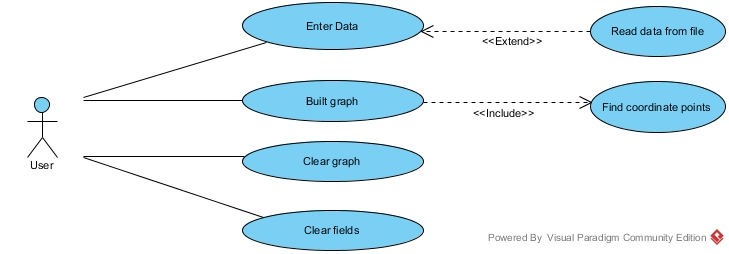 Enter Data
Read data from file
<<Extend>>
Built graph
Find coordinate points
<<Include>>
User
Clear graph
Clear fields
Powered By Visual Paradigm Community Edition